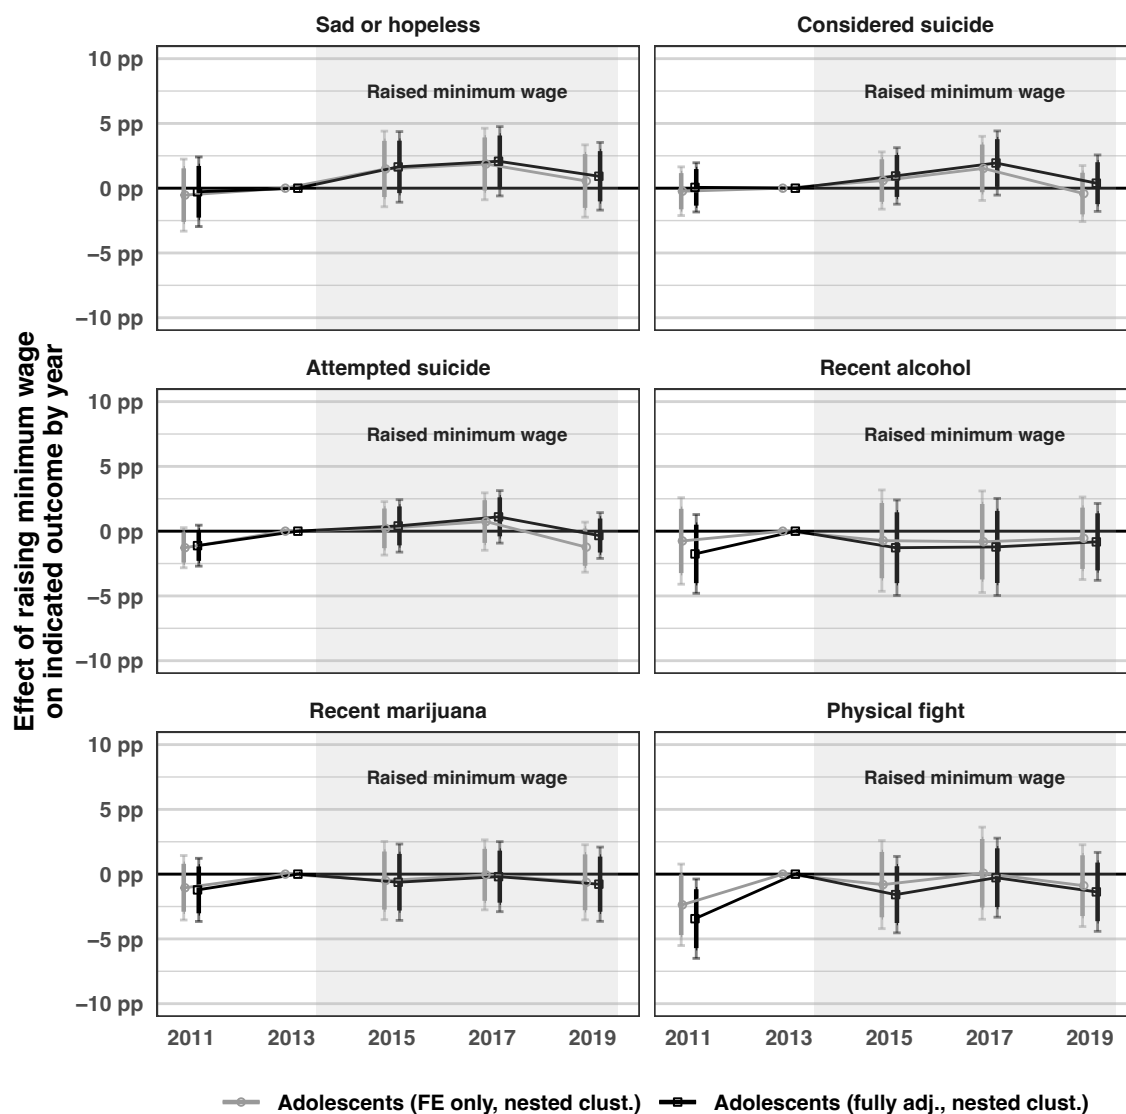 Effect of raising minimum wage
on indicated outcome by year
Sad or hopeless
Considered suicide
10 pp
5 pp
0 pp
−5 pp
−10 pp
Raised minimum wage
Raised minimum wage
Attempted suicide
Recent alcohol
10 pp
5 pp
0 pp
−5 pp
−10 pp
Raised minimum wage
Raised minimum wage
Recent marijuana
Physical fight
10 pp
5 pp
0 pp
−5 pp
−10 pp
Raised minimum wage
Raised minimum wage
2011 2013 2015 2017 2019
2011 2013 2015 2017 2019
Adolescents (FE only, nested clust.)
Adolescents (fully adj., nested clust.)